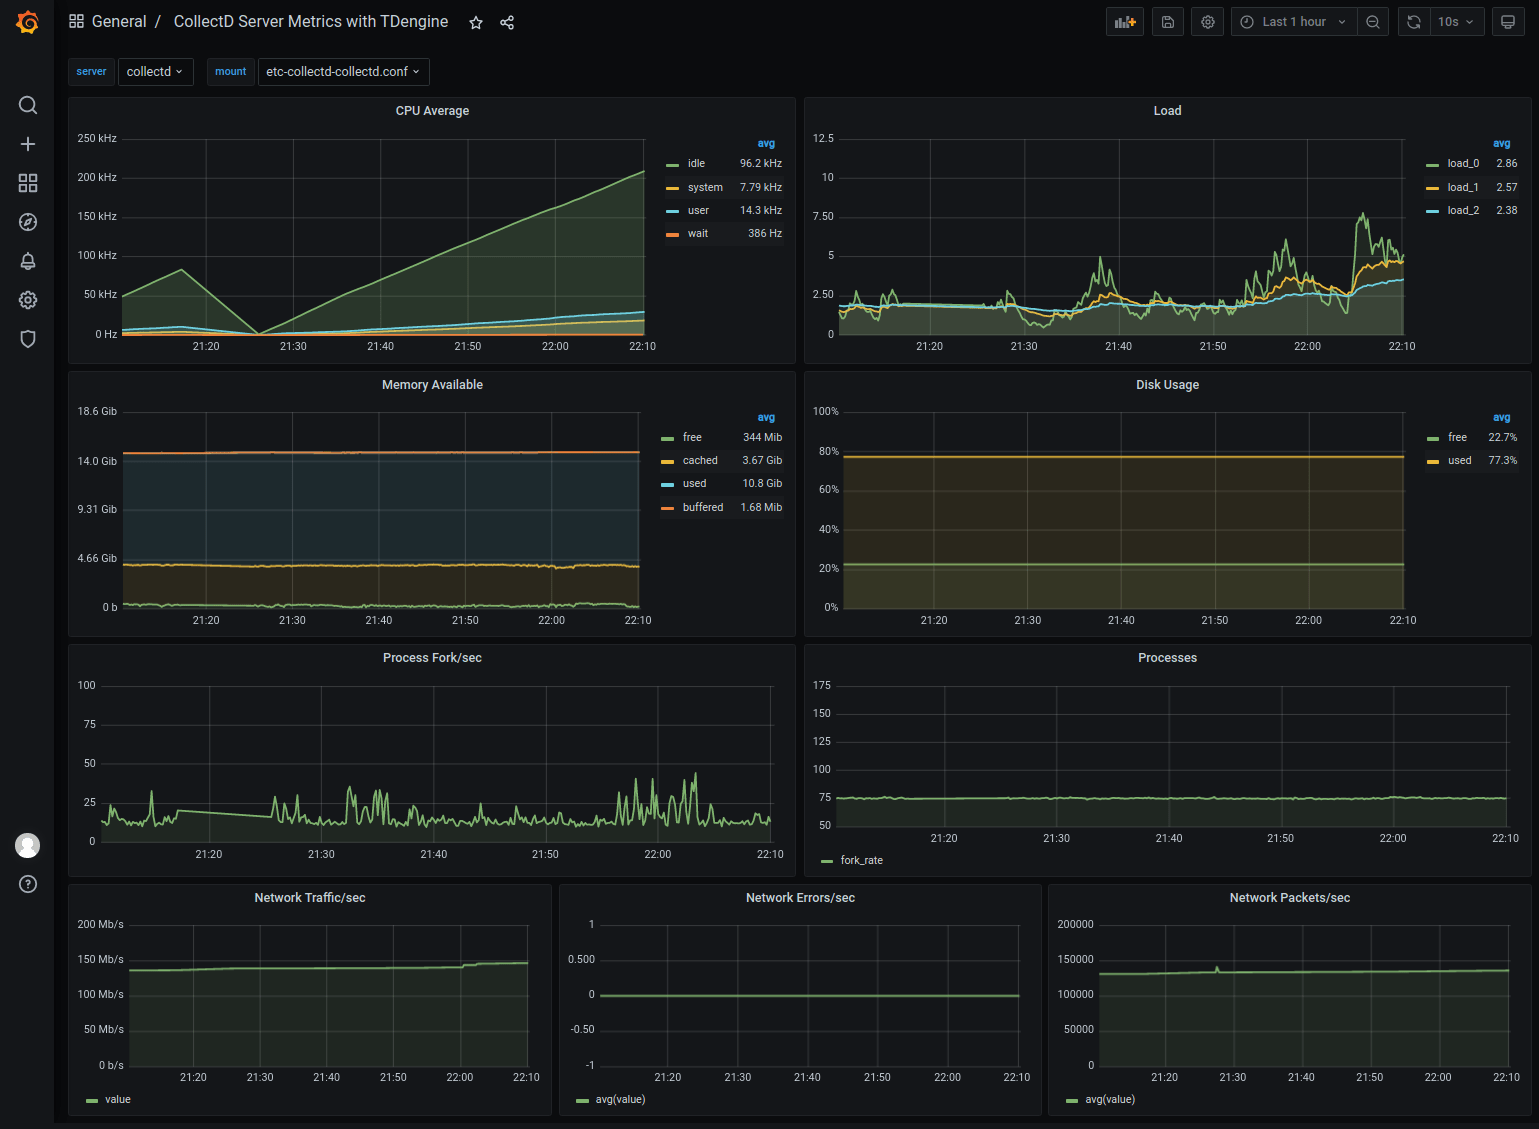 General / CollectD Server Metrics with TDengine
Last 1 hour
10s
server collectd mount etc-collectd-collectd.conf
CPU Average
250 kHz
200 kHz
150 kHz
100 kHz
50 kHz
0 Hz
21:20 21:30 21:40 21:50 22:00 22:10
avg
idle 96.2 kHz
system 7.79 kHz
user 14.3 kHz
wait 386 Hz
Load
12.5
10
7.50
5
2.50
0
21:20 21:30 21:40 21:50 22:00 22:10
avg
load_0 2.86
load_1 2.57
load_2 2.38
Memory Available
18.6 Gib
14.0 Gib
9.31 Gib
4.66 Gib
0 b
21:20 21:30 21:40 21:50 22:00 22:10
avg
free 344 Mib
cached 3.67 Gib
used 10.8 Gib
buffered 1.68 Mib
Disk Usage
100%
80%
60%
40%
20%
0%
21:20 21:30 21:40 21:50 22:00 22:10
avg
free 22.7%
used 77.3%
Process Fork/sec
100
75
50
25
0
21:20 21:30 21:40 21:50 22:00 22:10
Processes
175
150
125
100
75
50
21:20 21:30 21:40 21:50 22:00 22:10
fork_rate
Network Traffic/sec
200 Mb/s
150 Mb/s
100 Mb/s
50 Mb/s
0 b/s
21:20 21:30 21:40 21:50 22:00 22:10
value
Network Errors/sec
1
0.500
0
-0.50
-1
21:20 21:30 21:40 21:50 22:00 22:10
avg(value)
Network Packets/sec
200000
150000
100000
50000
0
21:20 21:30 21:40 21:50 22:00 22:10
avg(value)